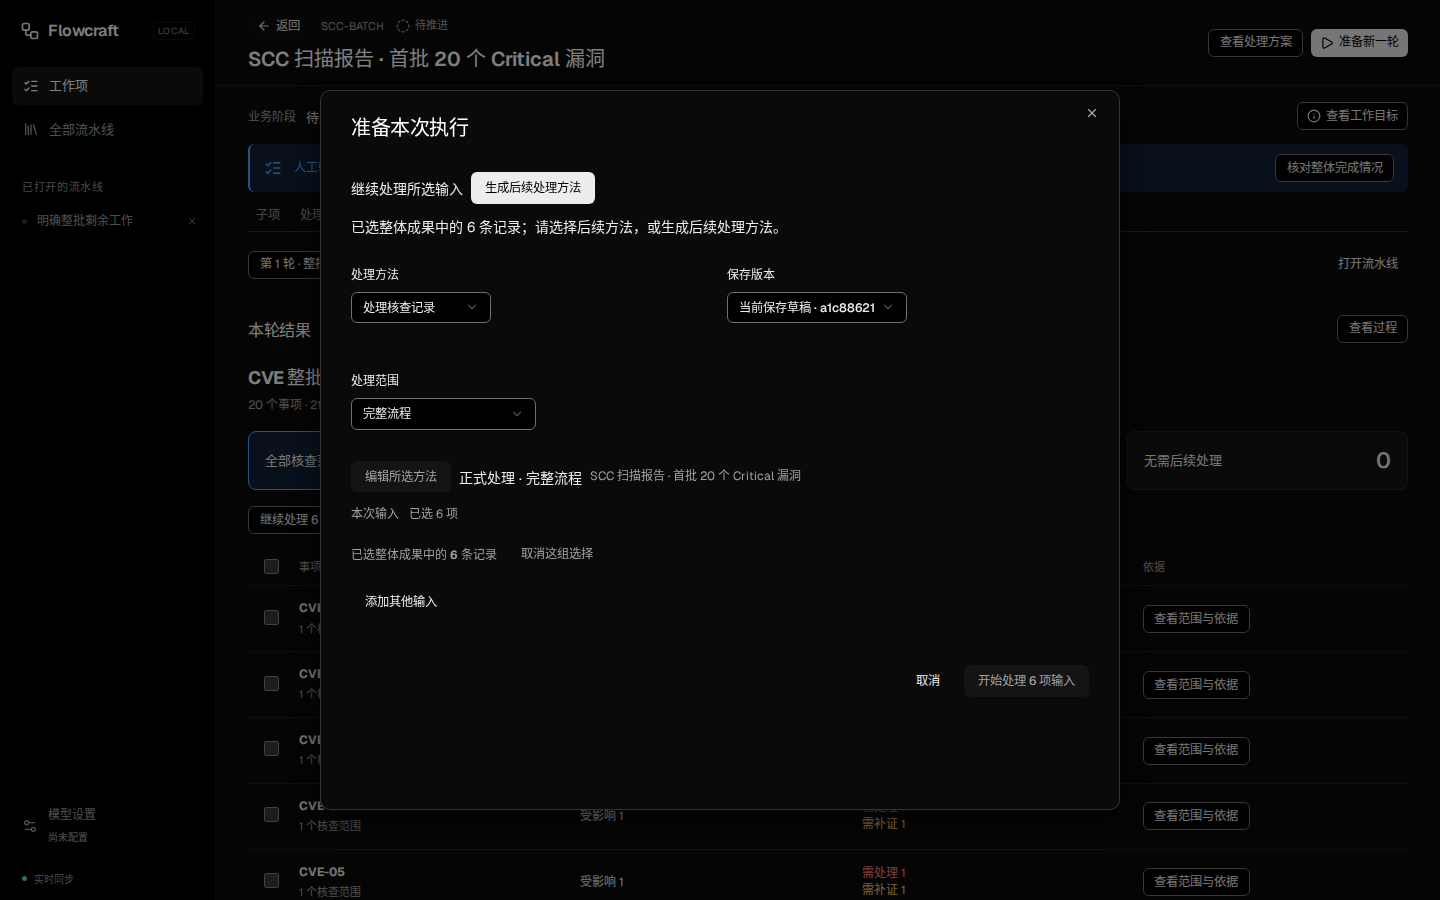 Flowcraft
LOCAL
工作项
全部流水线
已打开的流水线
明确整批剩余工作
模型设置
尚未配置
实时同步
返回 SCC-BATCH 待推进
SCC 扫描报告 · 首批 20 个 Critical 漏洞
查看处理方案
准备新一轮
业务阶段 待
查看工作目标
人工
核对整体完成情况
子项 处理
第 1 轮 · 整
打开流水线
本轮结果
查看过程
CVE 整批
20 个事项 · 2
全部核查
无需后续处理 0
继续处理 6
事项
依据
CVE
查看范围与依据
CVE
查看范围与依据
CVE
查看范围与依据
CVE
1 个核查范围
受影响 1
需补证 1
查看范围与依据
CVE-05
1 个核查范围
受影响 1
需处理 1
需补证 1
查看范围与依据
准备本次执行
继续处理所选输入 生成后续处理方法
已选整体成果中的 6 条记录；请选择后续方法，或生成后续处理方法。
处理方法
处理核查记录
保存版本
当前保存草稿 · a1c88621
处理范围
完整流程
编辑所选方法 正式处理 · 完整流程 SCC 扫描报告 · 首批 20 个 Critical 漏洞
本次输入 已选 6 项
已选整体成果中的 6 条记录 取消这组选择
添加其他输入
取消 开始处理 6 项输入